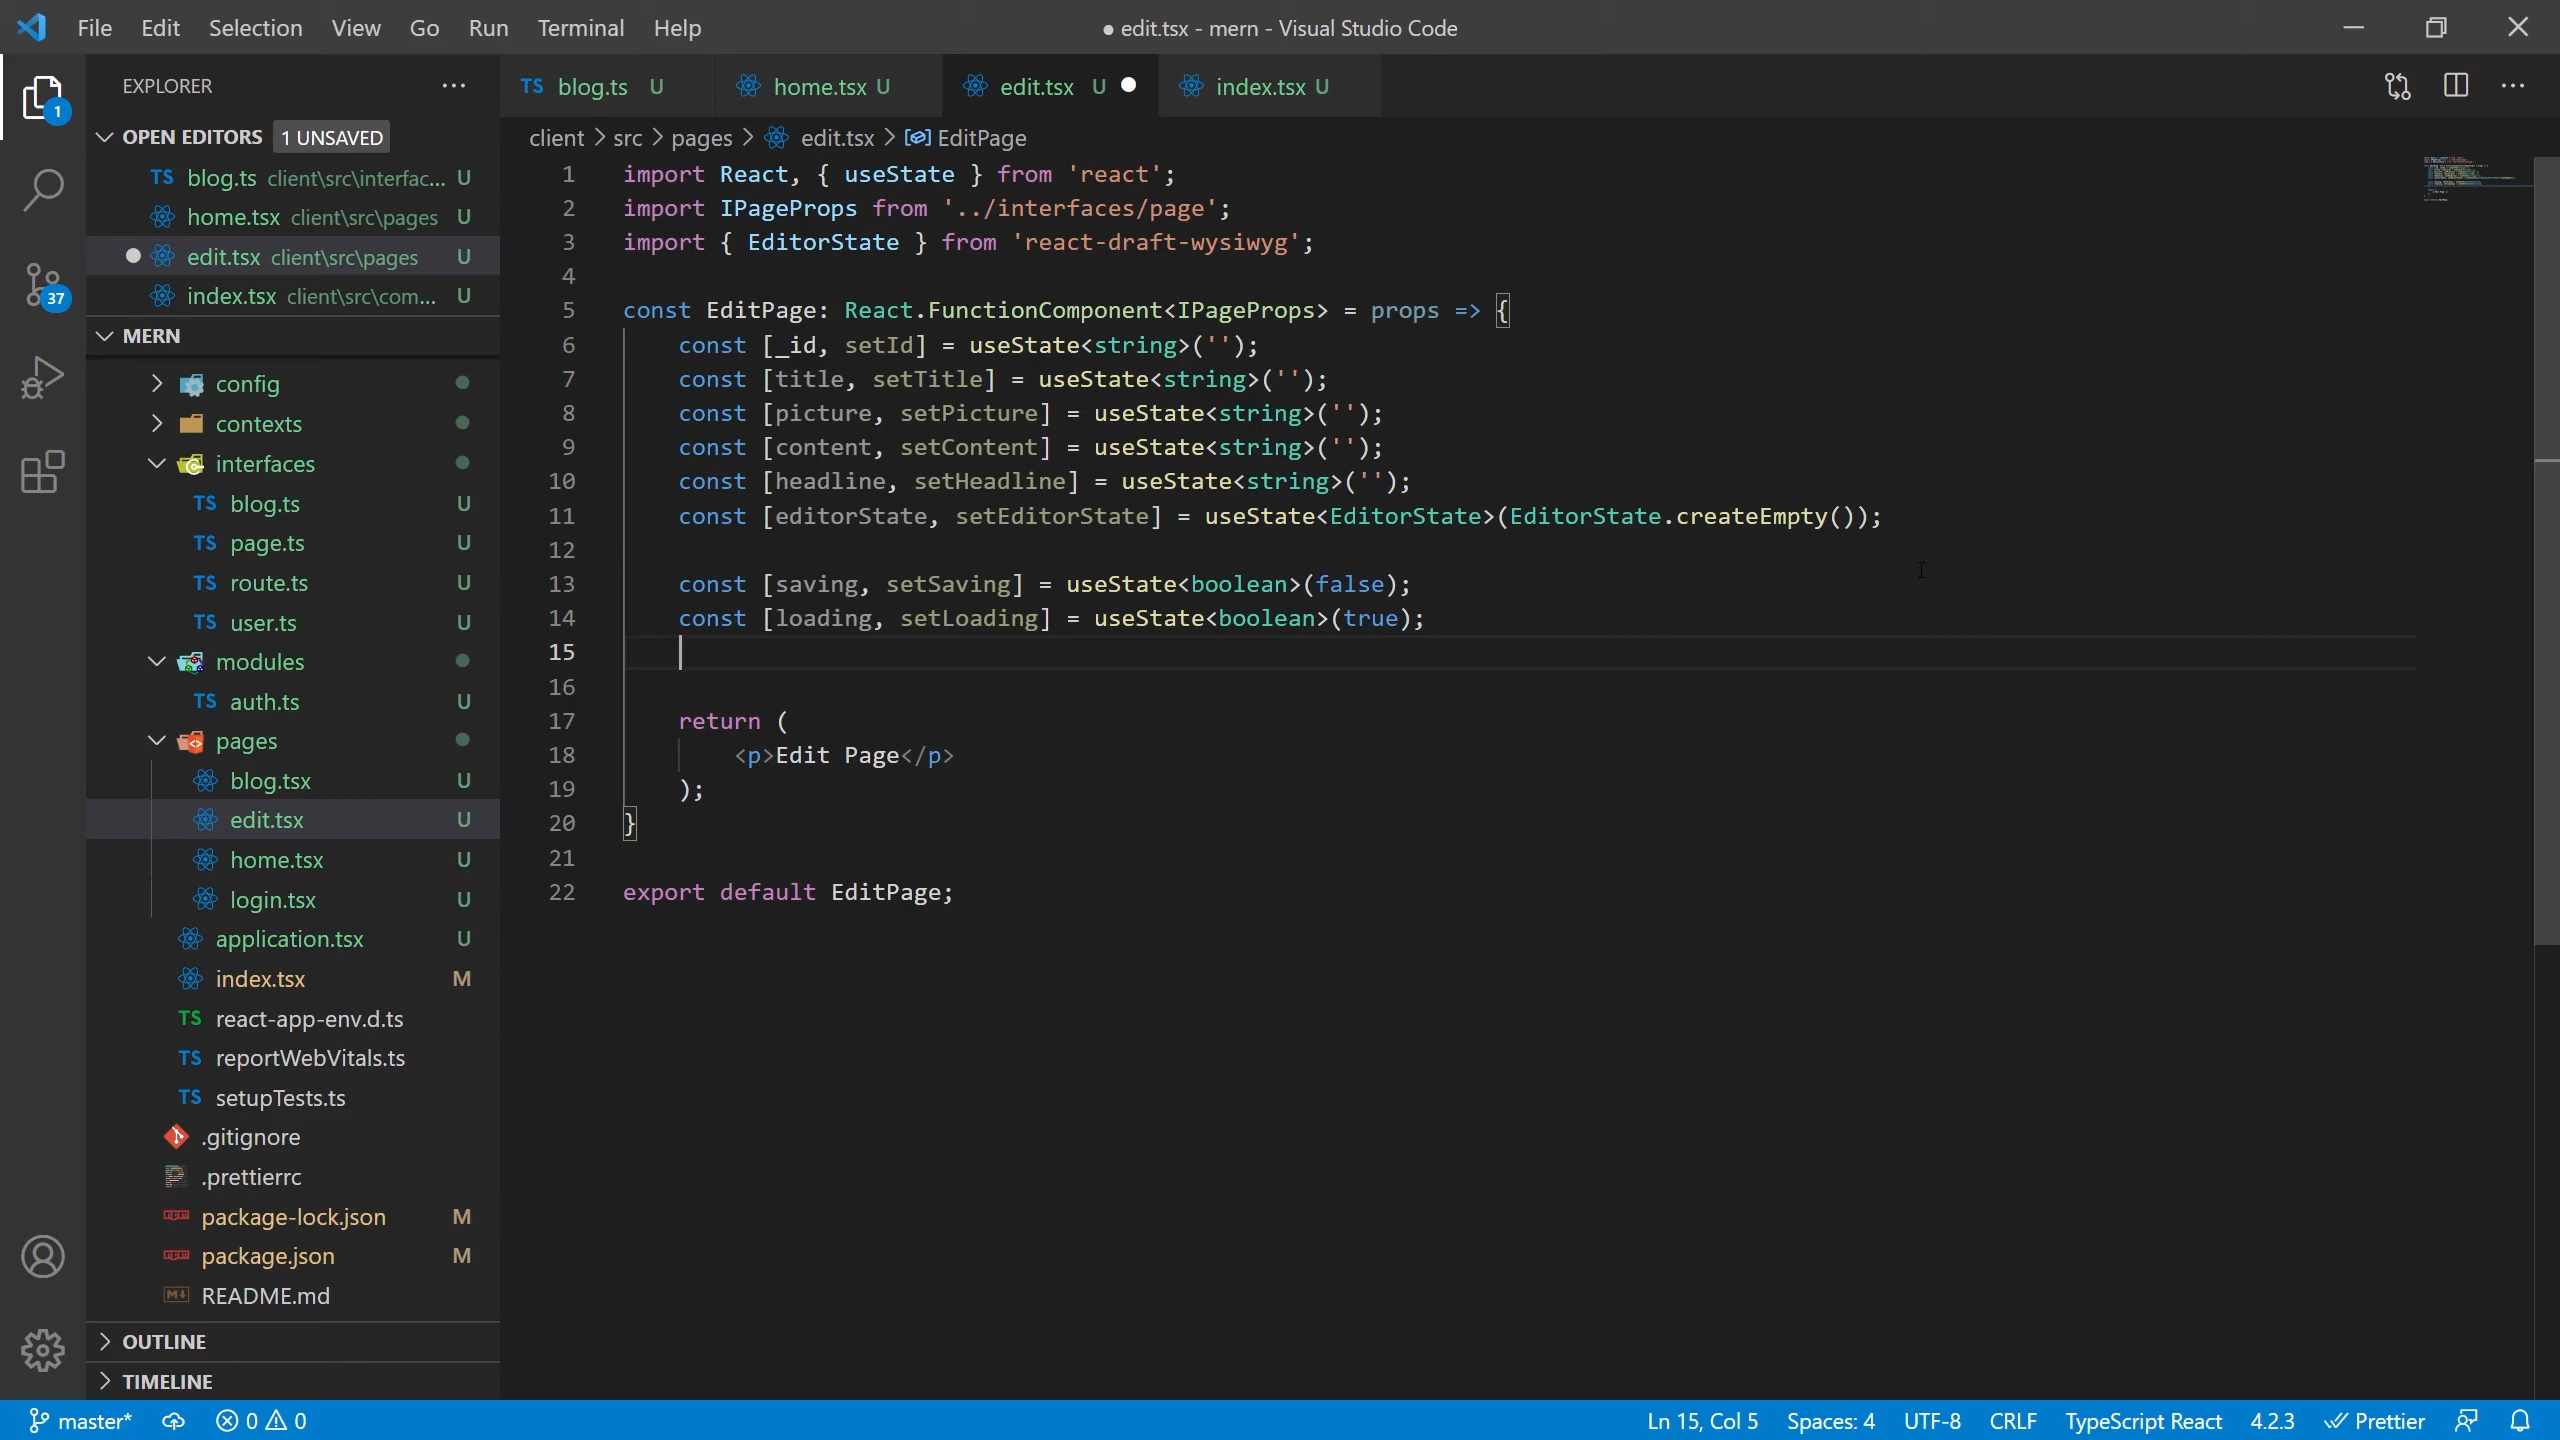 File Edit Selection View Go Run Terminal Help
● edit.tsx - mern - Visual Studio Code
EXPLORER
OPEN EDITORS 1 UNSAVED
TS blog.ts client\src\interfac... U
home.tsx client\src\pages U
edit.tsx client\src\pages U
index.tsx client\src\com... U
MERN
config
contexts
interfaces
TS blog.ts U
TS page.ts U
TS route.ts U
TS user.ts U
modules
TS auth.ts U
pages
blog.tsx U
edit.tsx U
home.tsx U
login.tsx U
application.tsx U
index.tsx M
TS react-app-env.d.ts
TS reportWebVitals.ts
TS setupTests.ts
.gitignore
.prettierrc
package-lock.json M
package.json M
README.md
OUTLINE
TIMELINE
1
37
TS blog.ts U home.tsx U edit.tsx U index.tsx U
client > src > pages > edit.tsx > EditPage
1 import React, { useState } from 'react';
2 import IPageProps from '../interfaces/page';
3 import { EditorState } from 'react-draft-wysiwyg';
4
5 const EditPage: React.FunctionComponent<IPageProps> = props => {
6 const [_id, setId] = useState<string>('');
7 const [title, setTitle] = useState<string>('');
8 const [picture, setPicture] = useState<string>('');
9 const [content, setContent] = useState<string>('');
10 const [headline, setHeadline] = useState<string>('');
11 const [editorState, setEditorState] = useState<EditorState>(EditorState.createEmpty());
12
13 const [saving, setSaving] = useState<boolean>(false);
14 const [loading, setLoading] = useState<boolean>(true);
15
16
17 return (
18 <p>Edit Page</p>
19 );
20 }
21
22 export default EditPage;
master* 0 0 Ln 15, Col 5 Spaces: 4 UTF-8 CRLF TypeScript React 4.2.3 Prettier